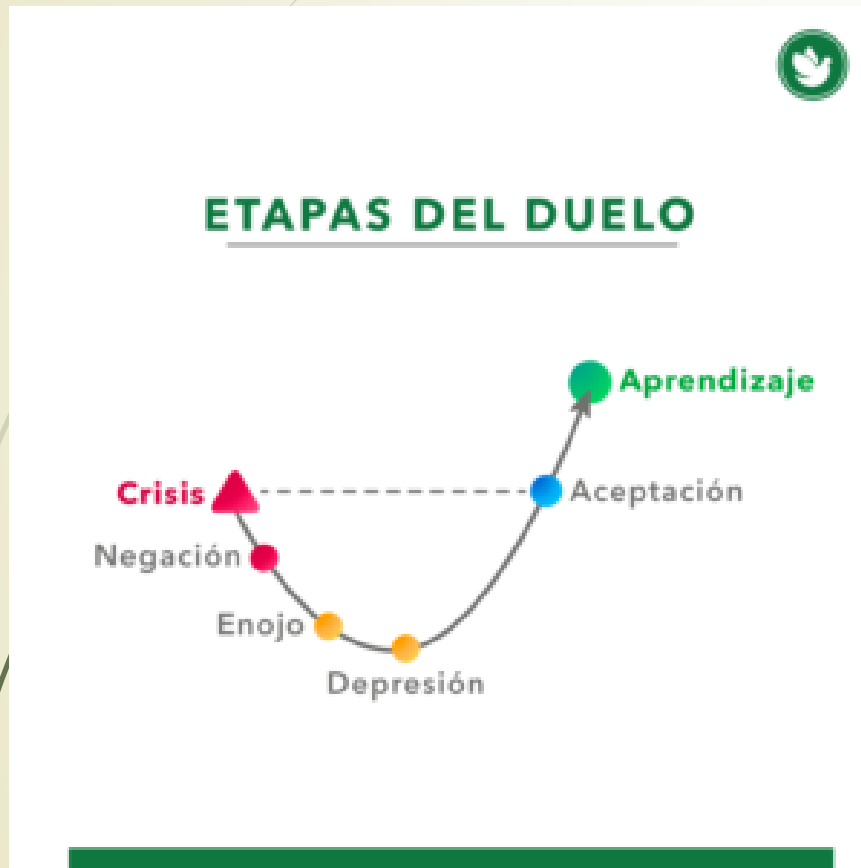 ETAPAS DEL DUELO
Aprendizaje
Crisis
Aceptación
Negación
Enojo
Depresión